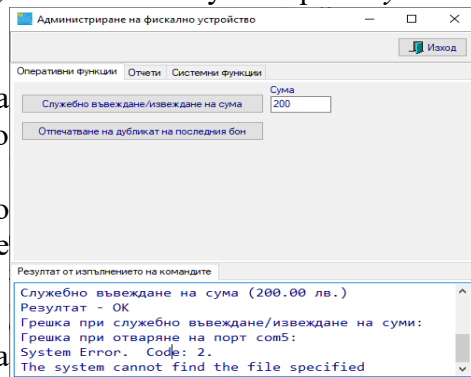 Администриране на фискално устройство
Изход
Оперативни функции Отчети Системни функции
Сума
Служебно въвеждане/извеждане на сума 200
Отпечатване на дубликат на последния бон
Резултат от изпълнението на командите
Служебно въвеждане на сума (200.00 лв.)
Резултат - ОК
Грешка при служебно въвеждане/извеждане на суми:
Грешка при отваряне на порт com5:
System Error. Code: 2.
The system cannot find the file specified